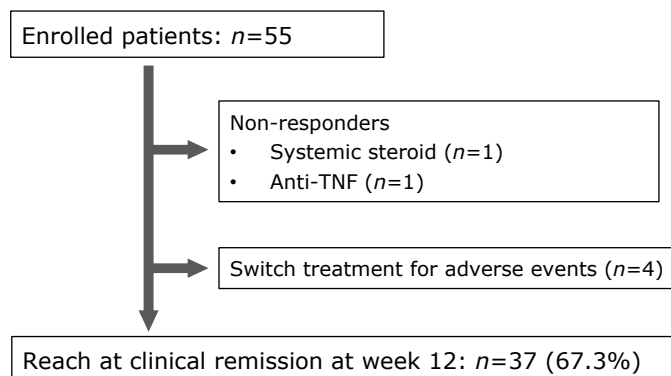 Enrolled patients: n=55
Non-responders
• Systemic steroid (n=1)
• Anti-TNF (n=1)
Switch treatment for adverse events (n=4)
Reach at clinical remission at week 12: n=37 (67.3%)